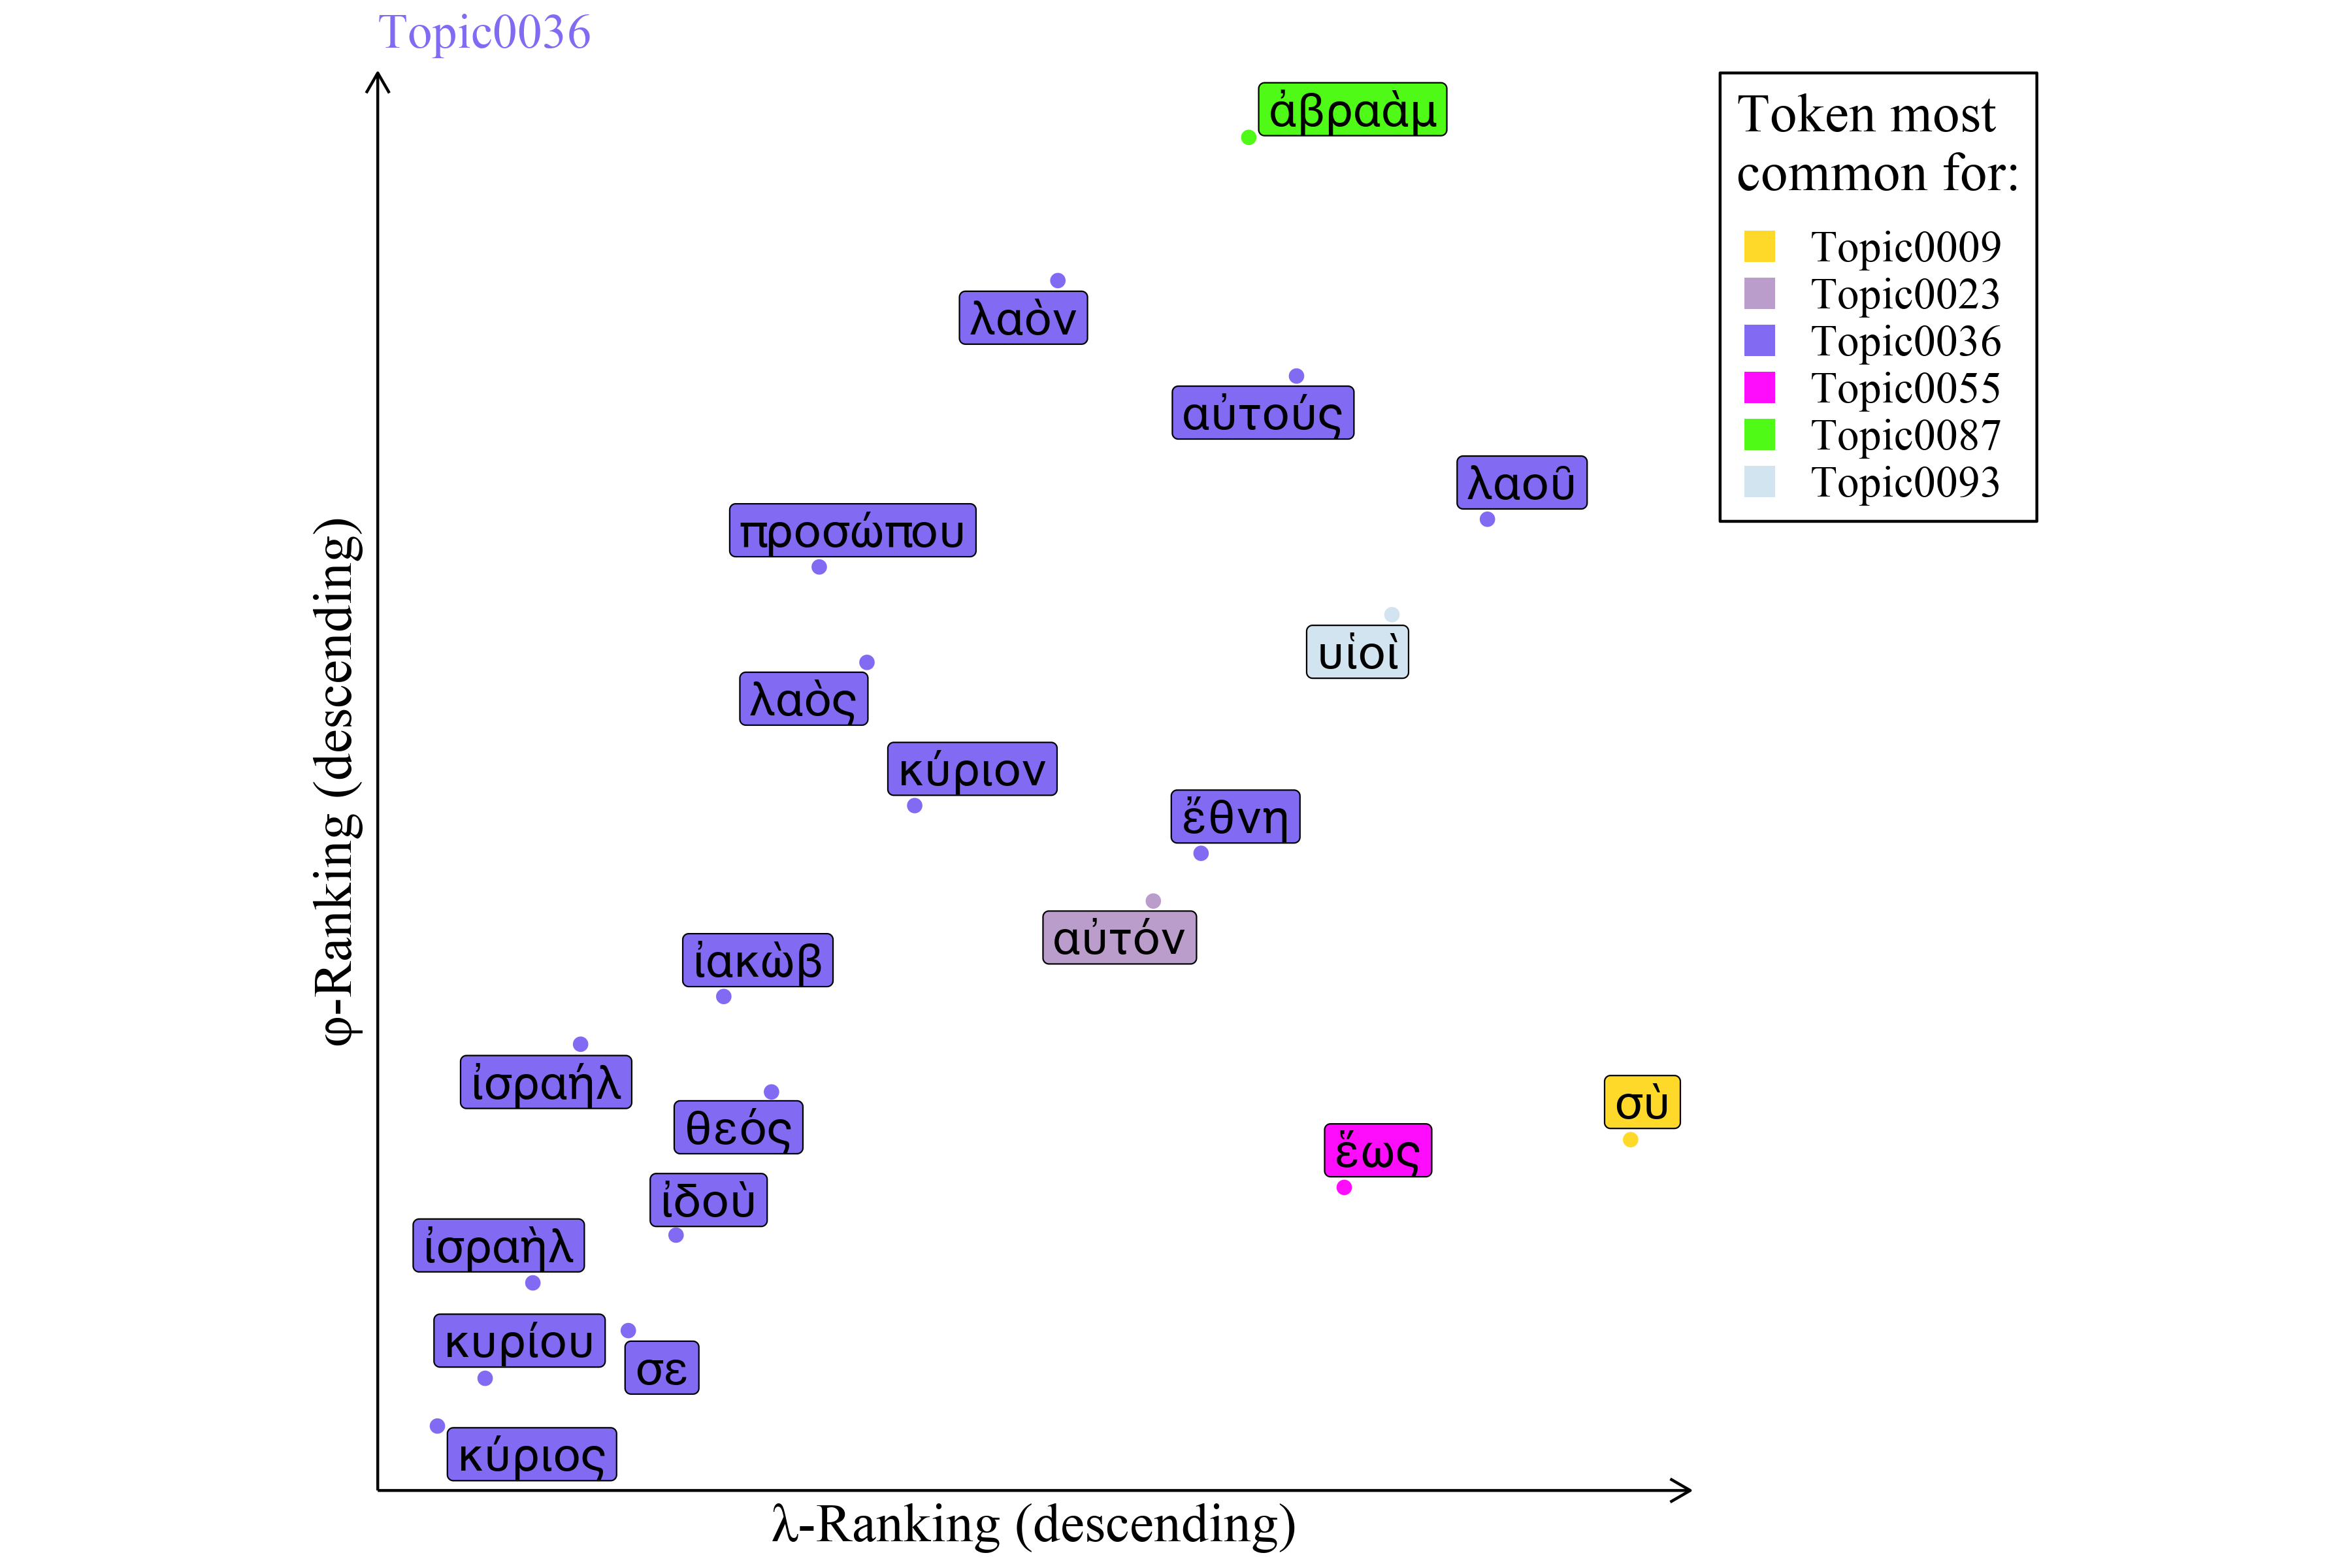 Topic0036
ἀβραὰμ
λαὸν
αὐτούς
λαοῦ
προσώπου
υἱοὶ
λαὸς
κύριον
ἔθνη
αὐτόν
ἰακὼβ
ἰσραήλ
θεός
σὺ
ἕως
ἰδοὺ
ἰσραὴλ
κυρίου
σε
κύριος
φ-Ranking (descending)
λ-Ranking (descending)
Token most
common for:
Topic0009
Topic0023
Topic0036
Topic0055
Topic0087
Topic0093